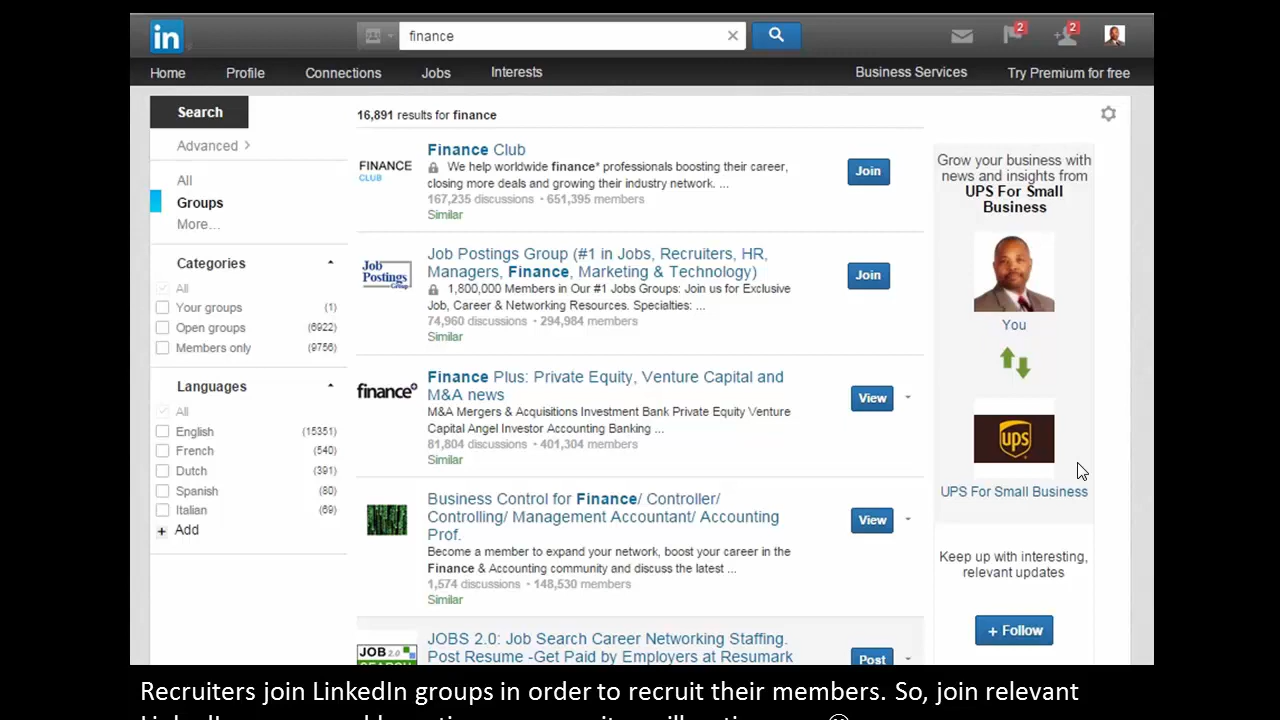 in
finance
2
2
Home Profile Connections Jobs Interests Business Services Try Premium for free
Search
Advanced
All
Groups
More...
Categories
All
Your groups (1)
Open groups (6922)
Members only (9756)
Languages
All
English (15351)
French (540)
Dutch (391)
Spanish (80)
Italian (69)
+ Add
16,891 results for finance
FINANCE
CLUB
Finance Club
We help worldwide finance* professionals boosting their career,
closing more deals and growing their industry network. ...
167,235 discussions • 651,395 members
Similar
Join
Job
Postings
Group
Job Postings Group (#1 in Jobs, Recruiters, HR,
Managers, Finance, Marketing & Technology)
1,800,000 Members in Our #1 Jobs Groups: Join us for Exclusive
Job, Career & Networking Resources. Specialties: ...
74,960 discussions • 294,984 members
Similar
Join
finance
Finance Plus: Private Equity, Venture Capital and
M&A news
M&A Mergers & Acquisitions Investment Bank Private Equity Venture
Capital Angel Investor Accounting Banking ...
81,804 discussions • 401,304 members
Similar
View
Business Control for Finance/ Controller/
Controlling/ Management Accountant/ Accounting
Prof.
Become a member to expand your network, boost your career in the
Finance & Accounting community and discuss the latest ...
1,574 discussions • 148,530 members
Similar
View
JOB 2.0
SEARCH
JOBS 2.0: Job Search Career Networking Staffing.
Post Resume -Get Paid by Employers at Resumark
Post
Grow your business with
news and insights from
UPS For Small
Business
You
ups
UPS For Small Business
Keep up with interesting,
relevant updates
+ Follow
Recruiters join LinkedIn groups in order to recruit their members. So, join relevant